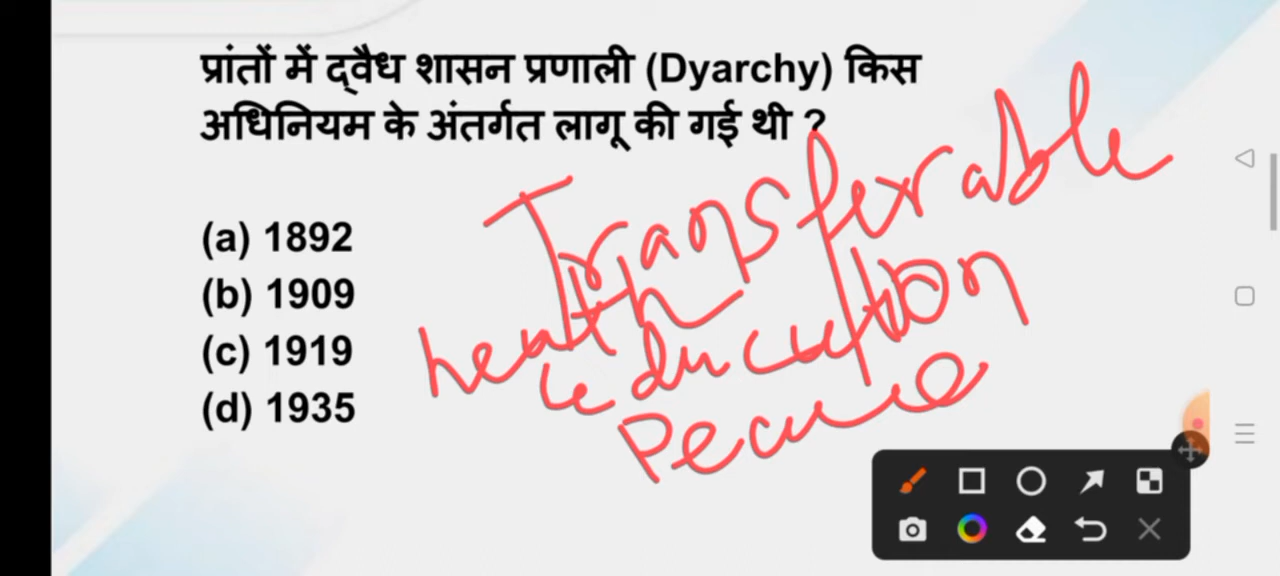 प्रांतों में द्वैध शासन प्रणाली (Dyarchy) किस
अधिनियम के अंतर्गत लागू की गई थी ?
(a) 1892
(b) 1909
(c) 1919
(d) 1935
Transferable
health
education